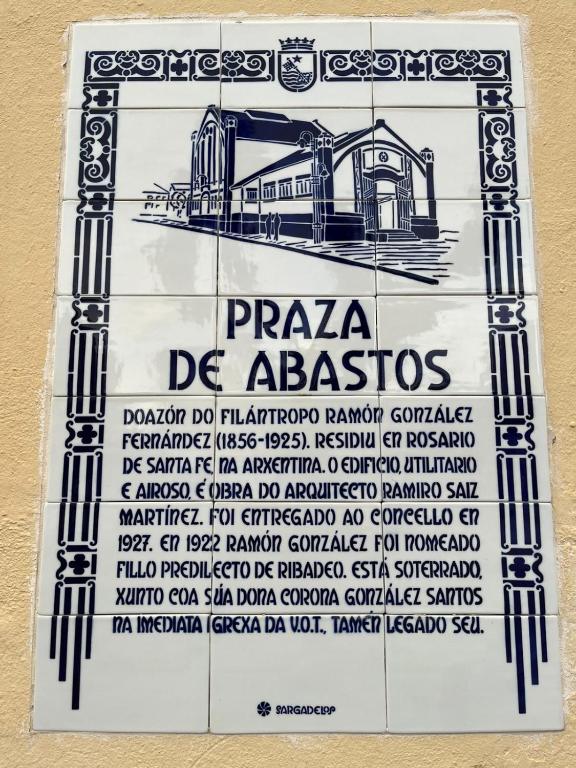 PRAZA
DE ABASTOS
DOAZÓN DO FILÁNTROPO RAMÓN GONZÁLEZ
FERNÁNDEZ (1856-1925). RESIDIU EN ROSARIO
DE SANTA FE, NA ARXENTINA. O EDIFICIO, UTILITARIO
E AIROSO, É OBRA DO ARQUITECTO RAMIRO SAIZ
MARTÍNEZ. FOI ENTREGADO AO CONCELLO EN
1927. EN 1922 RAMÓN GONZÁLEZ FOI NOMEADO
FILLO PREDILECTO DE RIBADEO. ESTÁ SOTERRADO,
XUNTO COA SÚA DONA CORONA GONZÁLEZ SANTOS
NA IMEDIATA IGREXA DA V.O.T., TAMÉN LEGADO SEU.
SARGADELOS